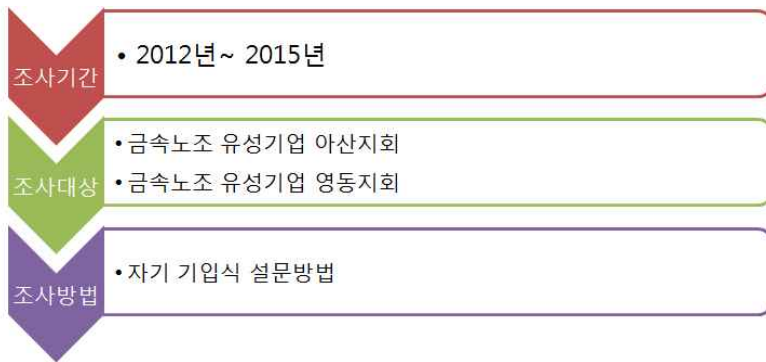 조사기간
• 2012년~ 2015년
조사대상
• 금속노조 유성기업 아산지회
• 금속노조 유성기업 영동지회
조사방법
• 자기 기입식 설문방법